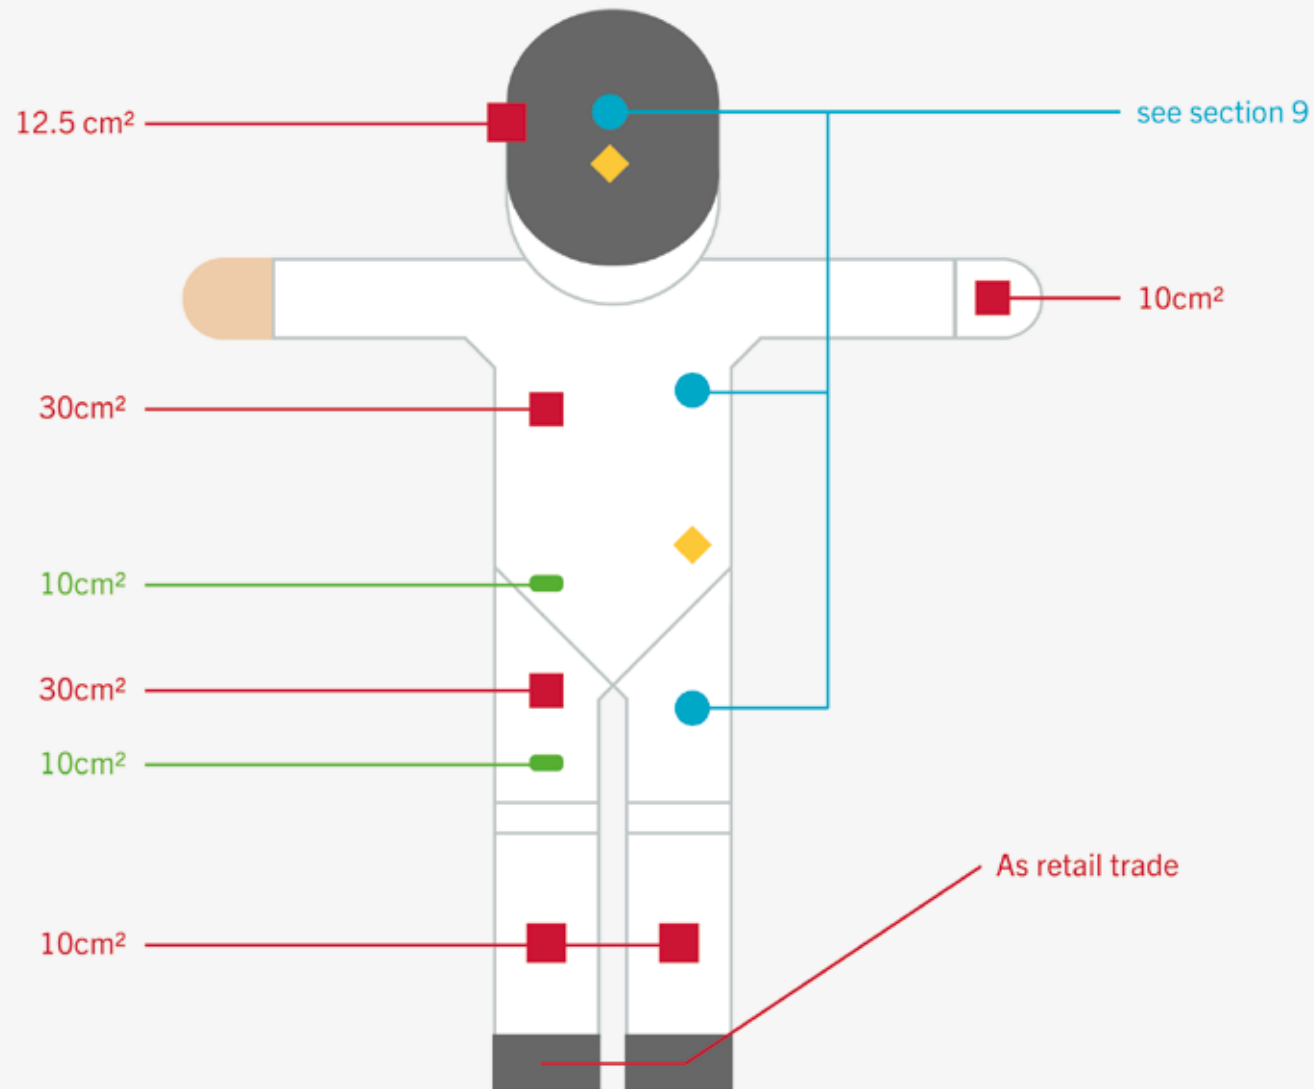 12.5 cm²
see section 9
10cm²
30cm²
10cm²
30cm²
10cm²
As retail trade
10cm²